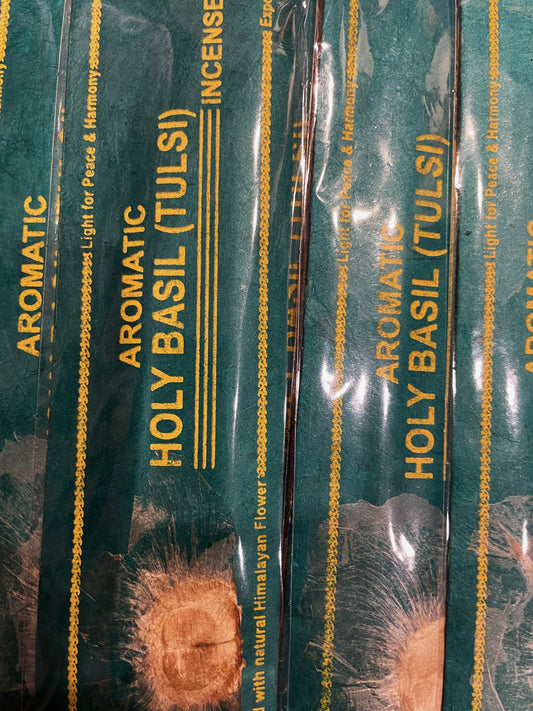 & Harmony
AROMATIC
Light for Peace & Harmony
AROMATIC
HOLY BASIL (TULSI)
INCENSE
with natural Himalayan Flower
Light for Peace & Harmony
AROMATIC
HOLY BASIL (TULSI)
Light for Peace & Harmony